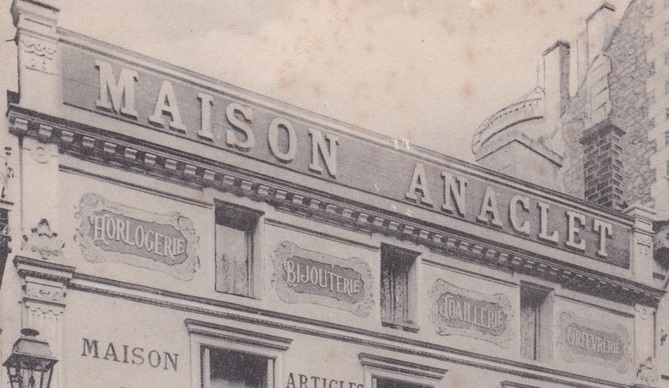 MAISON ANACLET
HORLOGERIE
BIJOUTERIE
JOAILLERIE
ORFÈVRERIE
MAISON
ARTICLES